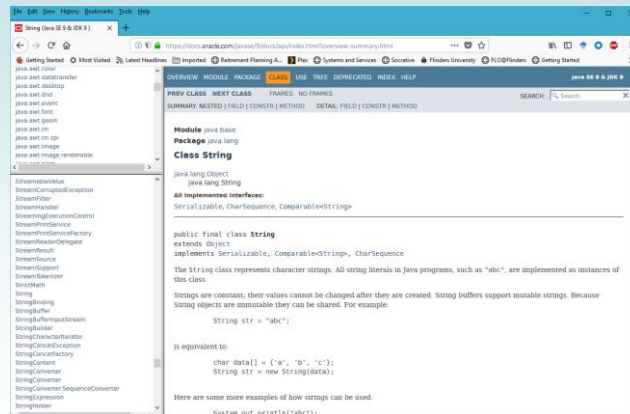 File Edit View History Bookmarks Tools Help
String (Java SE 9 & JDK 9)
https://docs.oracle.com/javase/9/docs/api/index.html?overview-summary.html
Getting Started Most Visited Latest Headlines Imported Retirement Planning A... Plex Systems and Services Socrative Flinders University FLO@Flinders Getting Started
java.awt.color
java.awt.datatransfer
java.awt.desktop
java.awt.dnd
java.awt.event
java.awt.font
java.awt.geom
java.awt.im
java.awt.im.spi
java.awt.image
java.awt.image.renderable
StreamableValue
StreamCorruptedException
StreamFilter
StreamHandler
StreamingExecutionControl
StreamPrintService
StreamPrintServiceFactory
StreamReaderDelegate
StreamResult
StreamSource
StreamSupport
StreamTokenizer
StrictMath
String
StringBinding
StringBuffer
StringBufferInputStream
StringBuilder
StringCharacterIterator
StringConcatException
StringConcatFactory
StringContent
StringConverter
StringConverter
StringConverter.SequenceConverter
StringExpression
StringHolder
OVERVIEW MODULE PACKAGE CLASS USE TREE DEPRECATED INDEX HELP
Java SE 9 & JDK 9
PREV CLASS NEXT CLASS FRAMES NO FRAMES
SEARCH: Search
SUMMARY: NESTED | FIELD | CONSTR | METHOD DETAIL: FIELD | CONSTR | METHOD
Module java.base
Package java.lang
Class String
java.lang.Object
java.lang.String
All Implemented Interfaces:
Serializable, CharSequence, Comparable<String>
public final class String
extends Object
implements Serializable, Comparable<String>, CharSequence
The String class represents character strings. All string literals in Java programs, such as "abc", are implemented as instances of
this class.
Strings are constant; their values cannot be changed after they are created. String buffers support mutable strings. Because
String objects are immutable they can be shared. For example:
String str = "abc";
is equivalent to:
char data[] = {'a', 'b', 'c'};
String str = new String(data);
Here are some more examples of how strings can be used:
System.out.println("abc");